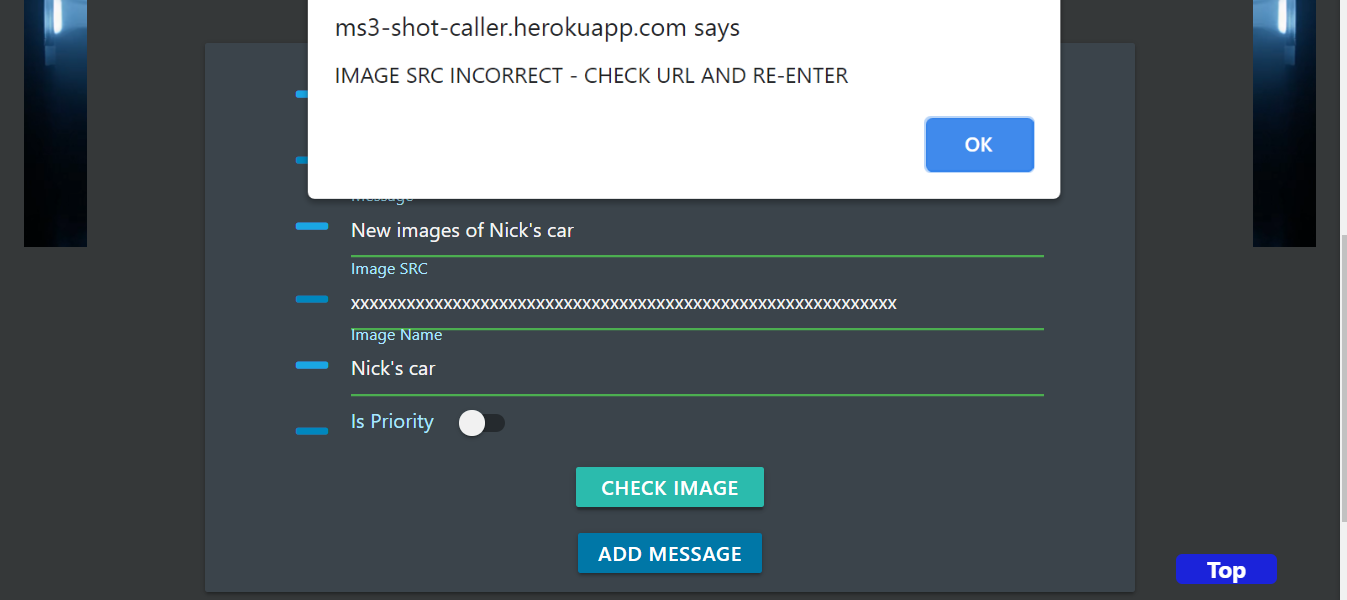 ms3-shot-caller.herokuapp.com says
IMAGE SRC INCORRECT - CHECK URL AND RE-ENTER
OK
Message
New images of Nick's car
Image SRC
xxxxxxxxxxxxxxxxxxxxxxxxxxxxxxxxxxxxxxxxxxxxxxxxxxxxxxxxxxx
Image Name
Nick's car
Is Priority
CHECK IMAGE
ADD MESSAGE
Top